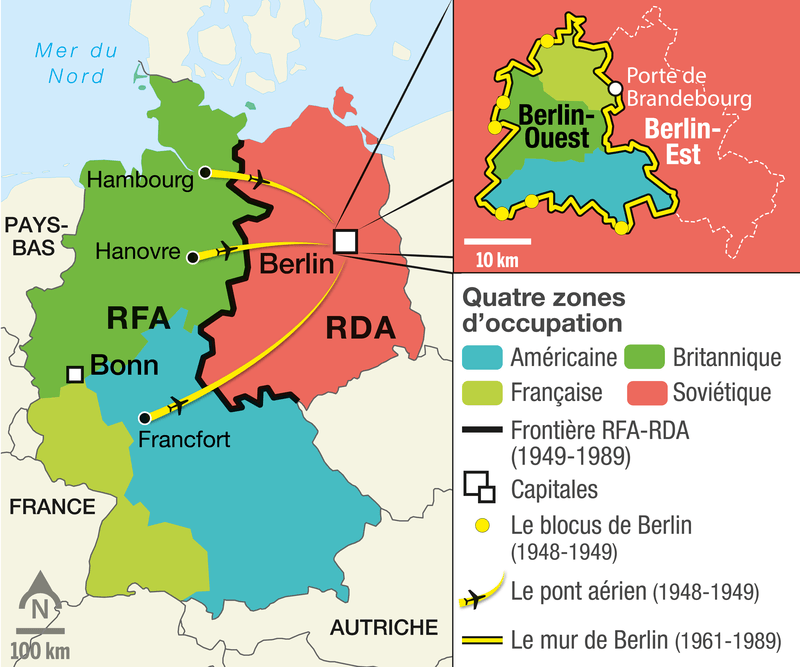 Mer du
Nord
Hambourg
PAYS-
BAS
Hanovre
Berlin
RFA
RDA
Bonn
Francfort
FRANCE
AUTRICHE
N
100 km
Porte de
Brandebourg
Berlin-
Ouest
Berlin-
Est
10 km
Quatre zones
d’occupation
Américaine
Britannique
Française
Soviétique
Frontière RFA-RDA
(1949-1989)
Capitales
Le blocus de Berlin
(1948-1949)
Le pont aérien (1948-1949)
Le mur de Berlin (1961-1989)